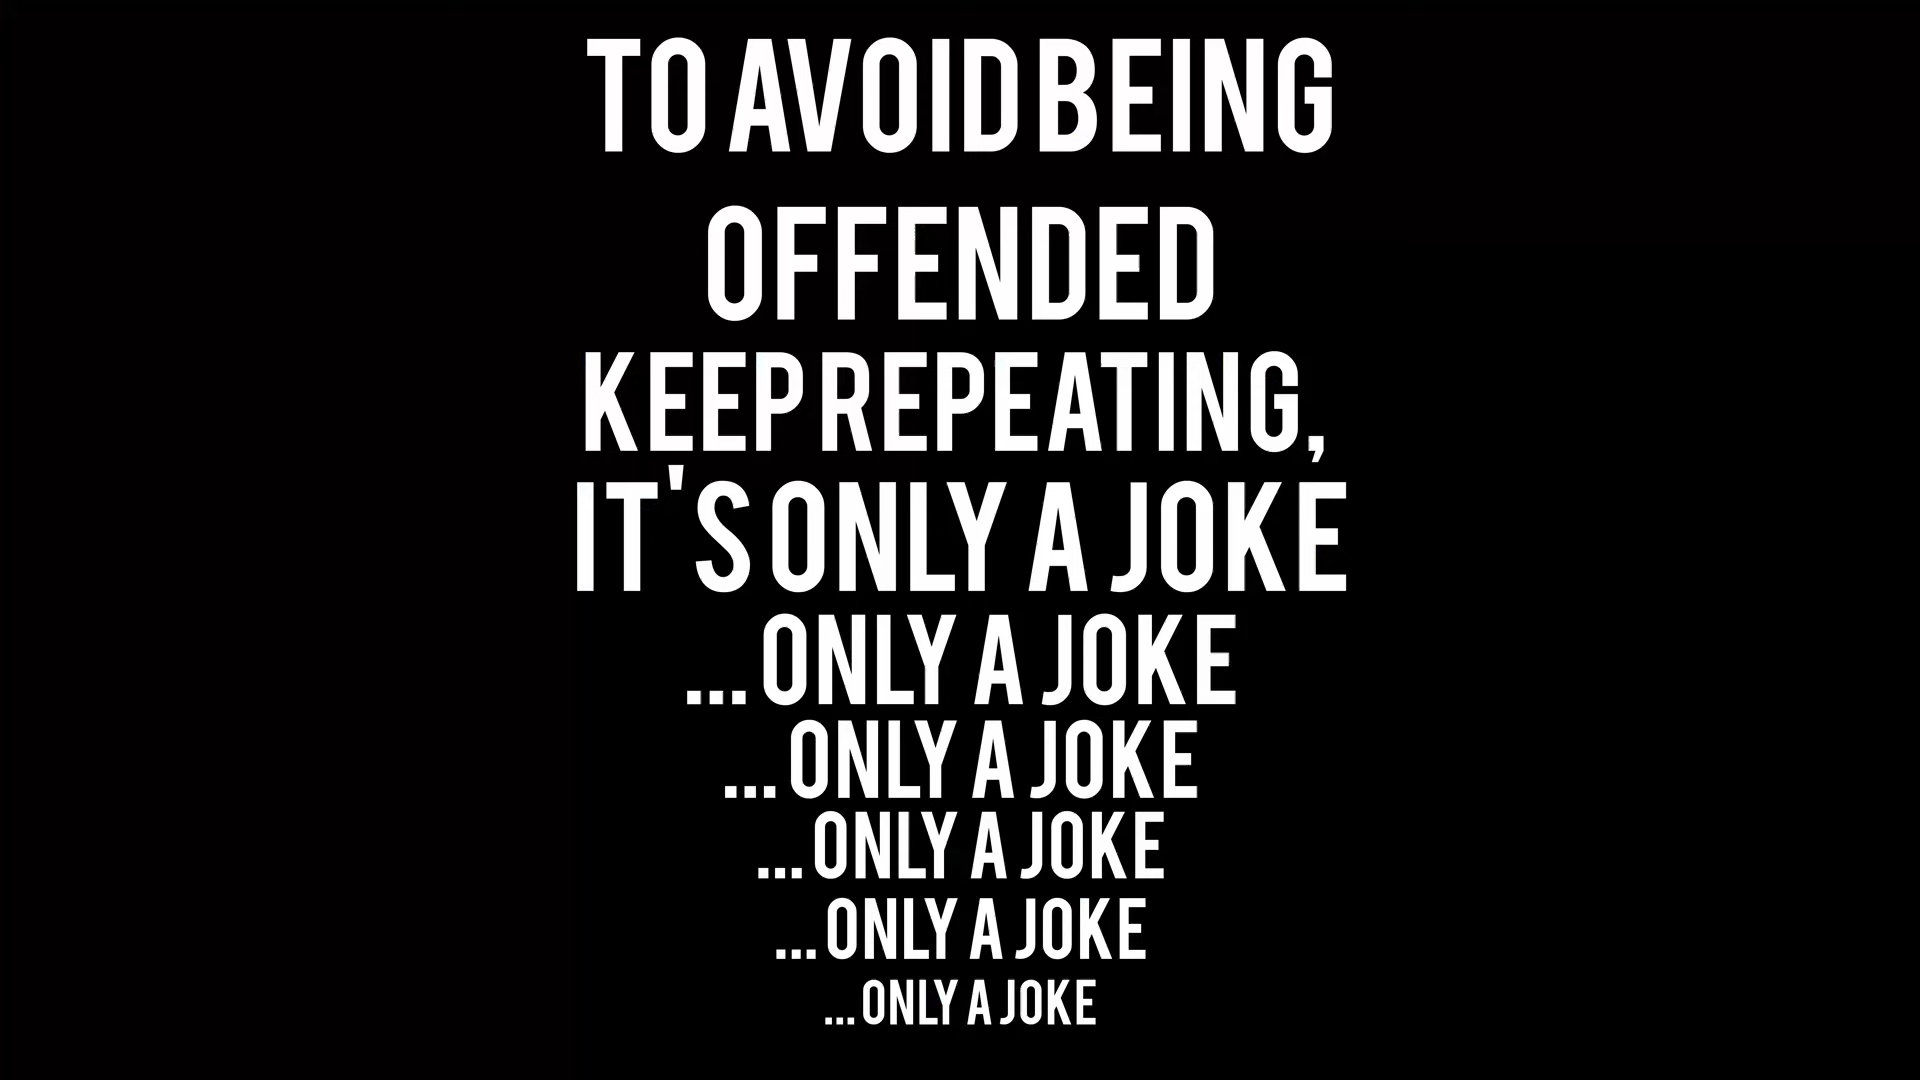 TO AVOID BEING
OFFENDED
KEEP REPEATING,
IT'S ONLY A JOKE
...ONLY A JOKE
...ONLY A JOKE
...ONLY A JOKE
...ONLY A JOKE
...ONLY A JOKE